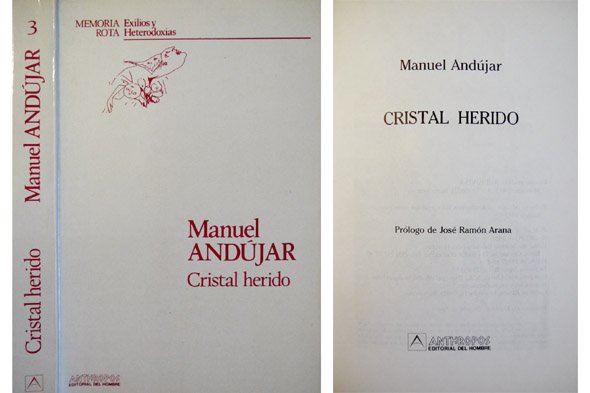 3
Manuel ANDÚJAR
Cristal herido
MEMORIA
ROTA
Exilios y
Heterodoxias
Manuel
ANDÚJAR
Cristal herido
ANTHROPOS
EDITORIAL DEL HOMBRE
Manuel Andújar
CRISTAL HERIDO
Prólogo de José Ramón Arana
ANTHROPOS
EDITORIAL DEL HOMBRE